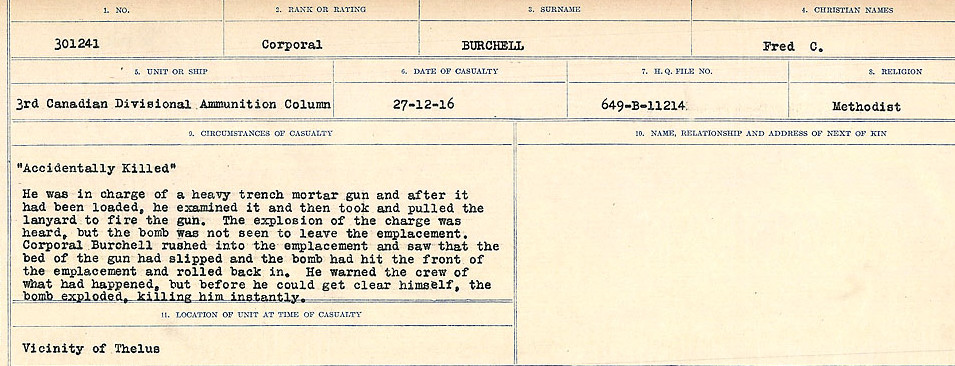 1. NO. 2. RANK OR RATING 3. SURNAME 4. CHRISTIAN NAMES
301241 Corporal BURCHELL Fred C.
5. UNIT OR SHIP 6. DATE OF CASUALTY 7. H. Q. FILE NO. 8. RELIGION
3rd Canadian Divisional Ammunition Column 27-12-16 649-B-11214 Methodist
9. CIRCUMSTANCES OF CASUALTY 10. NAME, RELATIONSHIP AND ADDRESS OF NEXT OF KIN
"Accidentally Killed"
He was in charge of a heavy trench mortar gun and after it
had been loaded, he examined it and then took and pulled the
lanyard to fire the gun. The explosion of the charge was
heard, but the bomb was not seen to leave the emplacement.
Corporal Burchell rushed into the emplacement and saw that the
bed of the gun had slipped and the bomb had hit the front of
the emplacement and rolled back in. He warned the crew of
what had happened, but before he could get clear himself, the
bomb exploded, killing him instantly.
11. LOCATION OF UNIT AT TIME OF CASUALTY
Vicinity of Thelus